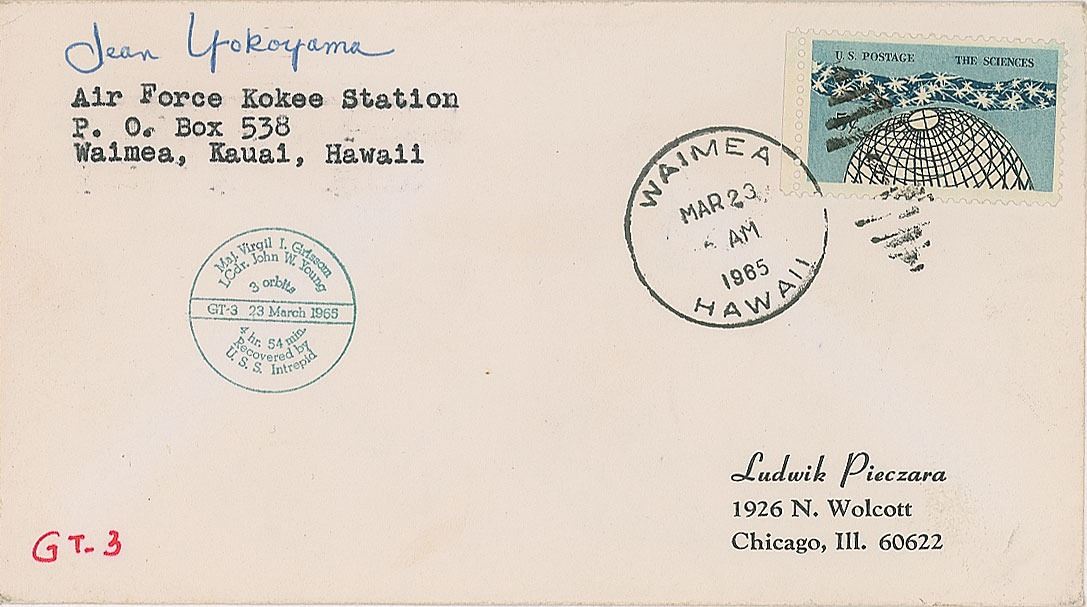 Jean Yokoyama
Air Force Kokee Station
P. O. Box 538
Waimea, Kauai, Hawaii
U.S. POSTAGE THE SCIENCES
5¢
WAIMEA
MAR 23
AM
1965
HAWAII
Maj. Virgil I. Grissom
LCdr. John W. Young
3 orbits
GT-3 23 March 1965
4 hr. 54 min.
Recovered by
U. S. S. Intrepid
Ludwik Pieczara
1926 N. Wolcott
Chicago, Ill. 60622
GT-3